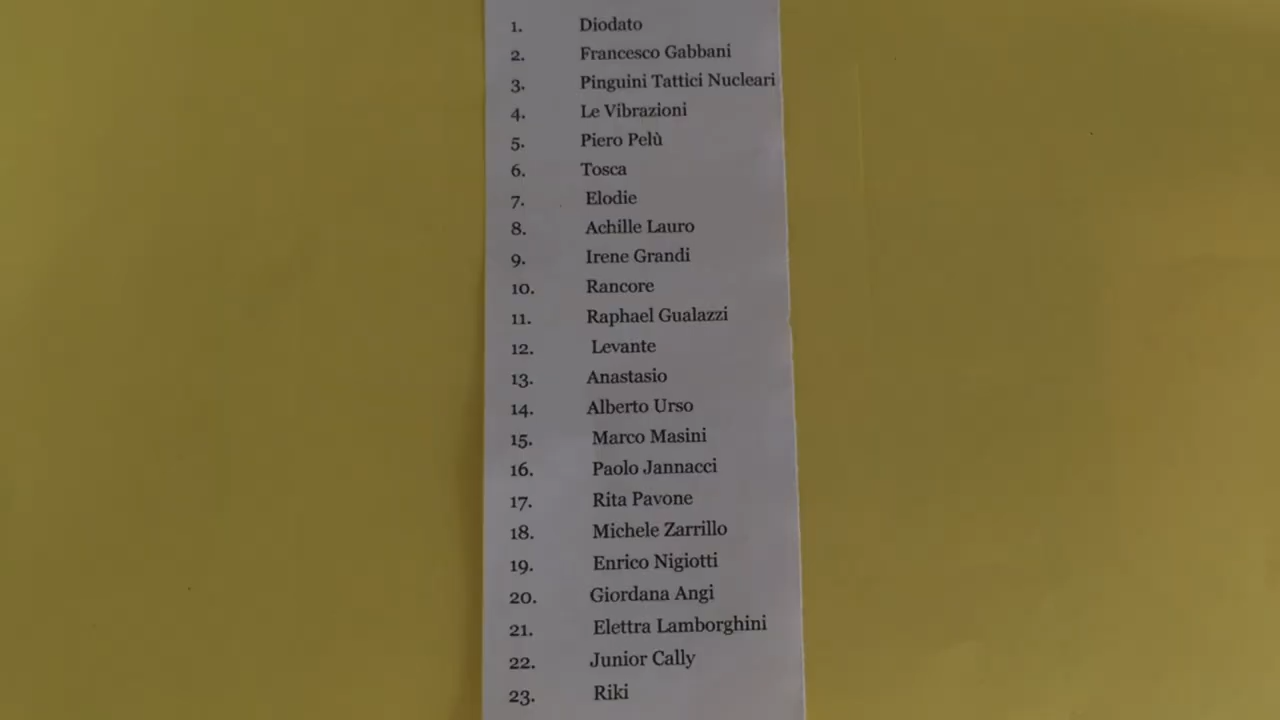 1. Diodato
2. Francesco Gabbani
3. Pinguini Tattici Nucleari
4. Le Vibrazioni
5. Piero Pelù
6. Tosca
7. Elodie
8. Achille Lauro
9. Irene Grandi
10. Rancore
11. Raphael Gualazzi
12. Levante
13. Anastasio
14. Alberto Urso
15. Marco Masini
16. Paolo Jannacci
17. Rita Pavone
18. Michele Zarrillo
19. Enrico Nigiotti
20. Giordana Angi
21. Elettra Lamborghini
22. Junior Cally
23. Riki